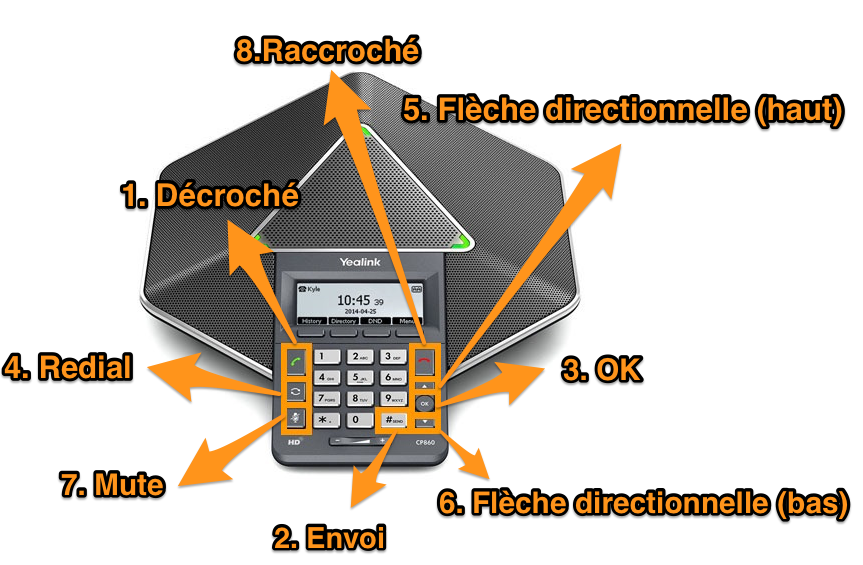 8.Raccroché
5. Flèche directionnelle (haut)
1. Décroché
Yealink
Kyle
AA
10:45 39
2014-04-25
History Directory DND Menu
4. Redial
3. OK
1 2 ABC 3 DEF
4 GHI 5 JKL 6 MNO
OK
7 PQRS 8 TUV 9 WXYZ
* . 0 # SEND
HD
- +
CP860
7. Mute
6. Flèche directionnelle (bas)
2. Envoi